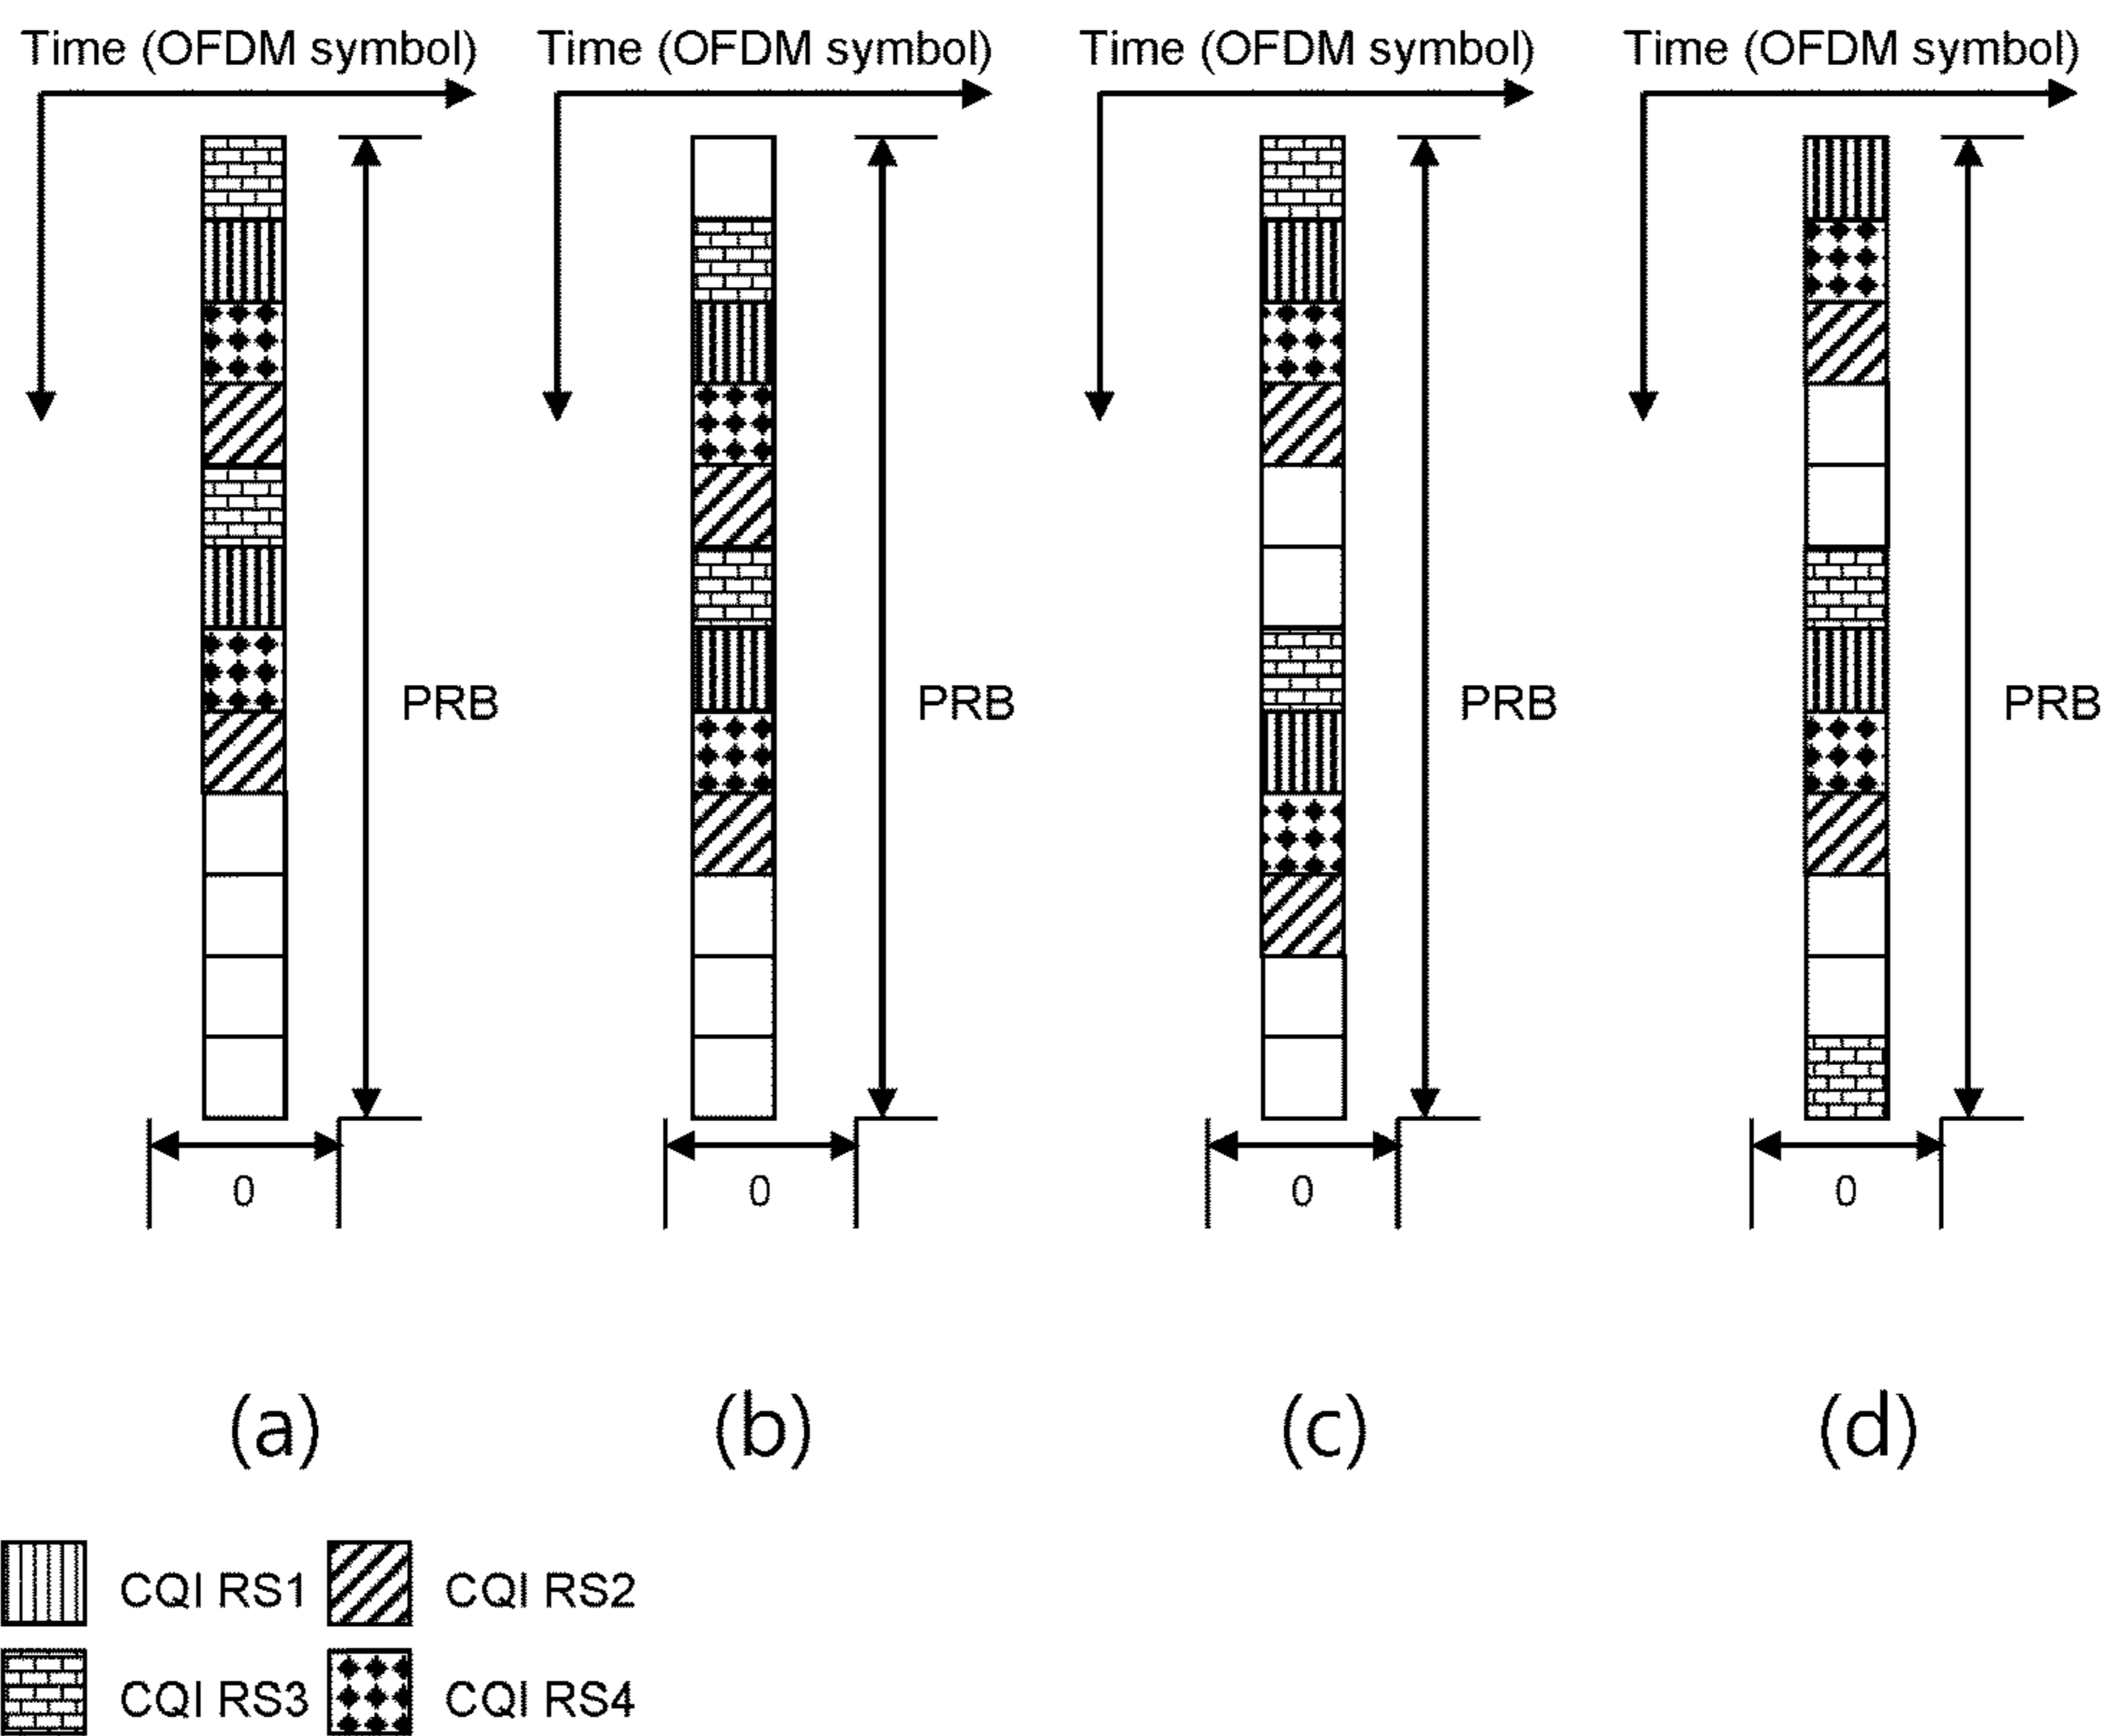 Time (OFDM symbol) Time (OFDM symbol) Time (OFDM symbol) Time (OFDM symbol)
PRB PRB PRB PRB
0 0 0 0
(a) (b) (c) (d)
CQI RS1 CQI RS2
CQI RS3 CQI RS4